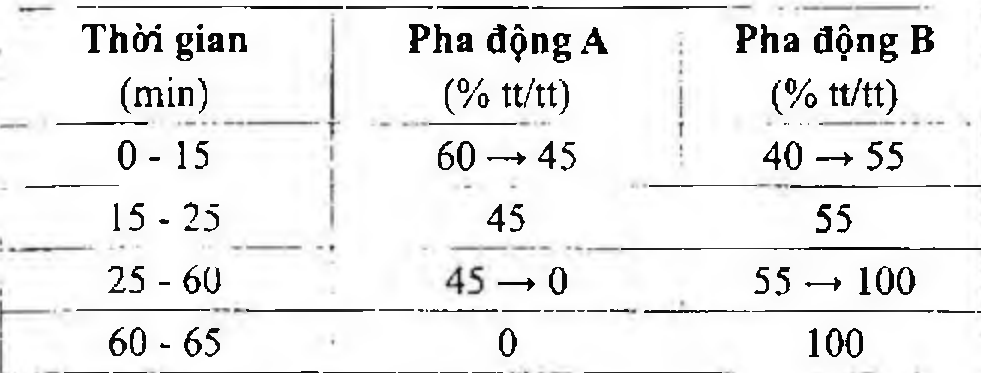 Thời gian Pha động A Pha động B
(min) (% tt/tt) (% tt/tt)
0 - 15 60 → 45 40 → 55
15 - 25 45 55
25 - 60 45 → 0 55 → 100
60 - 65 0 100